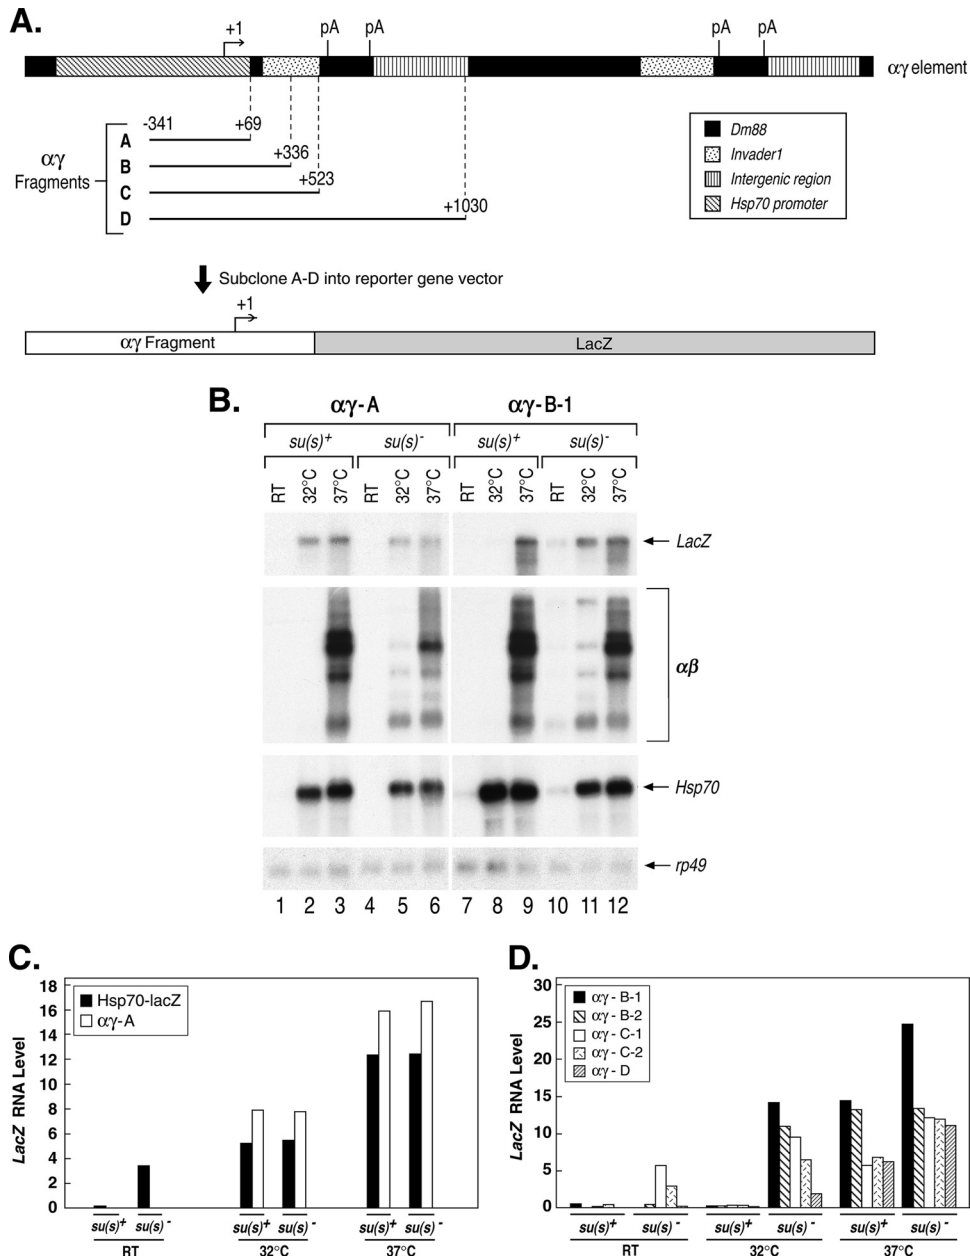 A.
+1
pA pA pA pA
αγ element
-341 +69
A
+336
B
+523
C
+1030
D
αγ
Fragments
Dm88
Invader1
Intergenic region
Hsp70 promoter
Subclone A-D into reporter gene vector
+1
αγ Fragment LacZ
B.
αγ-A αγ-B-1
su(s)+ su(s)- su(s)+ su(s)-
RT 32°C 37°C RT 32°C 37°C RT 32°C 37°C RT 32°C 37°C
LacZ
αβ
Hsp70
rp49
1 2 3 4 5 6 7 8 9 10 11 12
C.
LacZ RNA Level
18
16
14
12
10
8
6
4
2
0
Hsp70-lacZ
αγ-A
su(s)+ su(s)- su(s)+ su(s)- su(s)+ su(s)-
RT 32°C 37°C
D.
LacZ RNA Level
30
25
20
15
10
5
0
αγ - B-1
αγ - B-2
αγ - C-1
αγ - C-2
αγ - D
su(s)+ su(s)- su(s)+ su(s)- su(s)+ su(s)-
RT 32°C 37°C